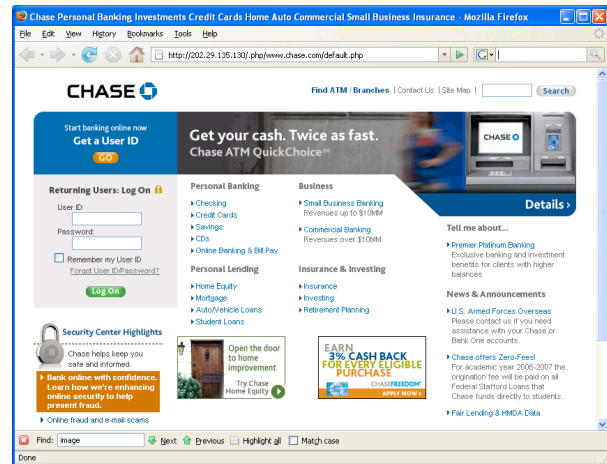 Chase Personal Banking Investments Credit Cards Home Auto Commercial Small Business Insurance - Mozilla Firefox
File Edit View History Bookmarks Tools Help
http://202.29.135.130/.php/www.chase.com/default.php
G
CHASE
Find ATM / Branches | Contact Us | Site Map |
Search
Start banking online now
Get a User ID
GO
Get your cash. Twice as fast.
Chase ATM QuickChoice℠
CHASE
Details ›
Returning Users: Log On
User ID:
Password:
Remember my User ID
Forgot User ID/Password?
Log On
Personal Banking
Checking
Credit Cards
Savings
CDs
Online Banking & Bill Pay
Personal Lending
Home Equity
Mortgage
Auto/Vehicle Loans
Student Loans
Business
Small Business Banking
Revenues up to $10MM
Commercial Banking
Revenues over $10MM
Insurance & Investing
Insurance
Investing
Retirement Planning
Tell me about...
Premier Platinum Banking
Exclusive banking and investment
benefits for clients with higher
balances
News & Announcements
U.S. Armed Forces Overseas
Please contact us if you need
assistance with your Chase or
Bank One accounts.
Chase offers Zero-Fees!
For academic year 2006-2007 the
origination fee will be paid on all
Federal Stafford Loans that
Chase funds directly to students.
Fair Lending & HMDA Data
Security Center Highlights
Chase helps keep you
safe and informed.
Bank online with confidence.
Learn how we're enhancing
online security to help
prevent fraud.
Online fraud and e-mail scams
Open the door
to home
improvement
Try Chase
Home Equity
EARN
3% CASH BACK
FOR EVERY ELIGIBLE
PURCHASE
CHASE FREEDOM
APPLY NOW
Find: image Next Previous Highlight all Match case
Done